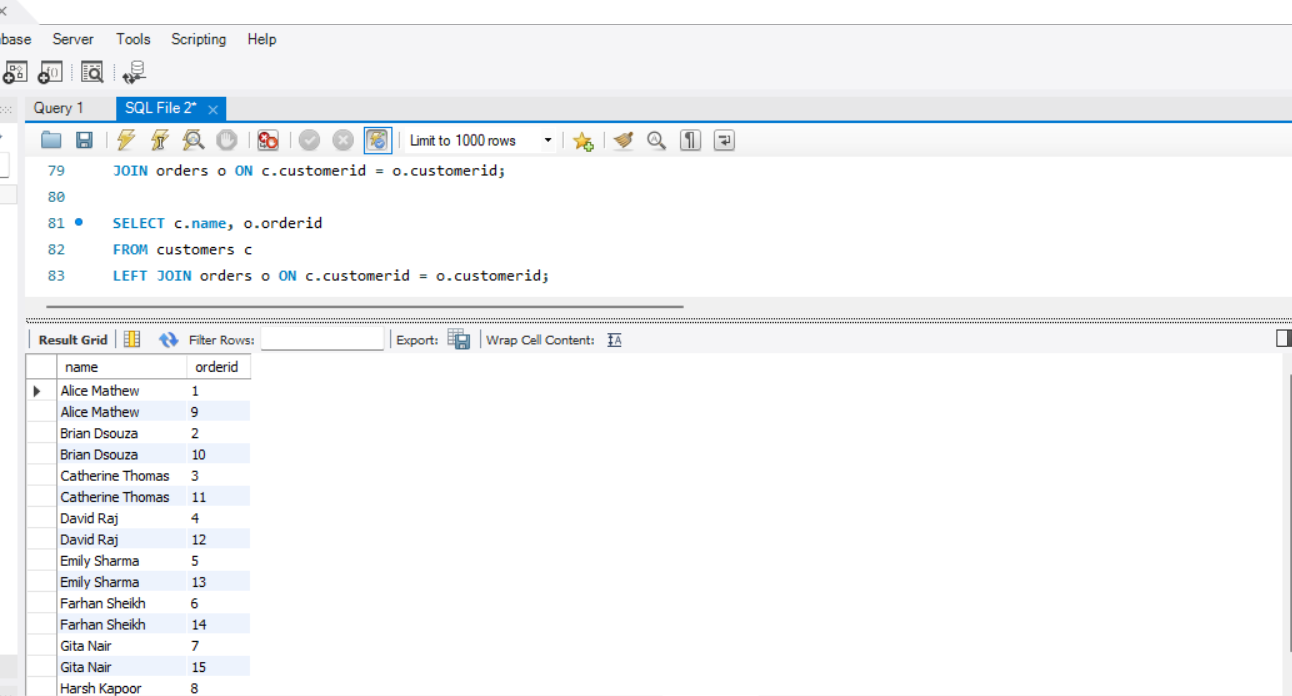 base Server Tools Scripting Help
Query 1 SQL File 2*
Limit to 1000 rows
79 JOIN orders o ON c.customerid = o.customerid;
80
81 SELECT c.name, o.orderid
82 FROM customers c
83 LEFT JOIN orders o ON c.customerid = o.customerid;
Result Grid Filter Rows: Export: Wrap Cell Content:
name orderid
Alice Mathew 1
Alice Mathew 9
Brian Dsouza 2
Brian Dsouza 10
Catherine Thomas 3
Catherine Thomas 11
David Raj 4
David Raj 12
Emily Sharma 5
Emily Sharma 13
Farhan Sheikh 6
Farhan Sheikh 14
Gita Nair 7
Gita Nair 15
Harsh Kapoor 8